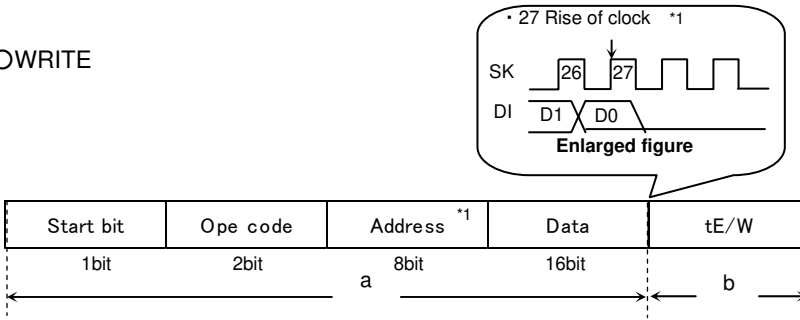 ・27 Rise of clock *1
○WRITE
SK 26 27
DI D1 D0
Enlarged figure
Start bit Ope code Address *1 Data tE/W
1bit 2bit 8bit 16bit
a b